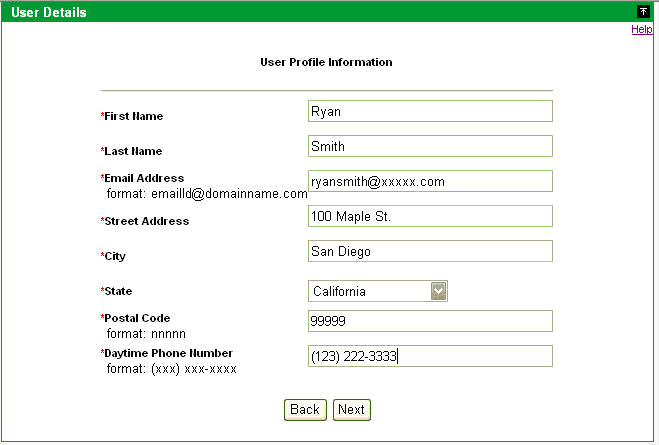 User Details
Help
User Profile Information
*First Name Ryan
*Last Name Smith
*Email Address
format: emailId@domainname.com ryansmith@xxxxx.com
*Street Address 100 Maple St.
*City San Diego
*State California
*Postal Code 99999
format: nnnnn
*Daytime Phone Number (123) 222-3333
format: (xxx) xxx-xxxx
Back Next